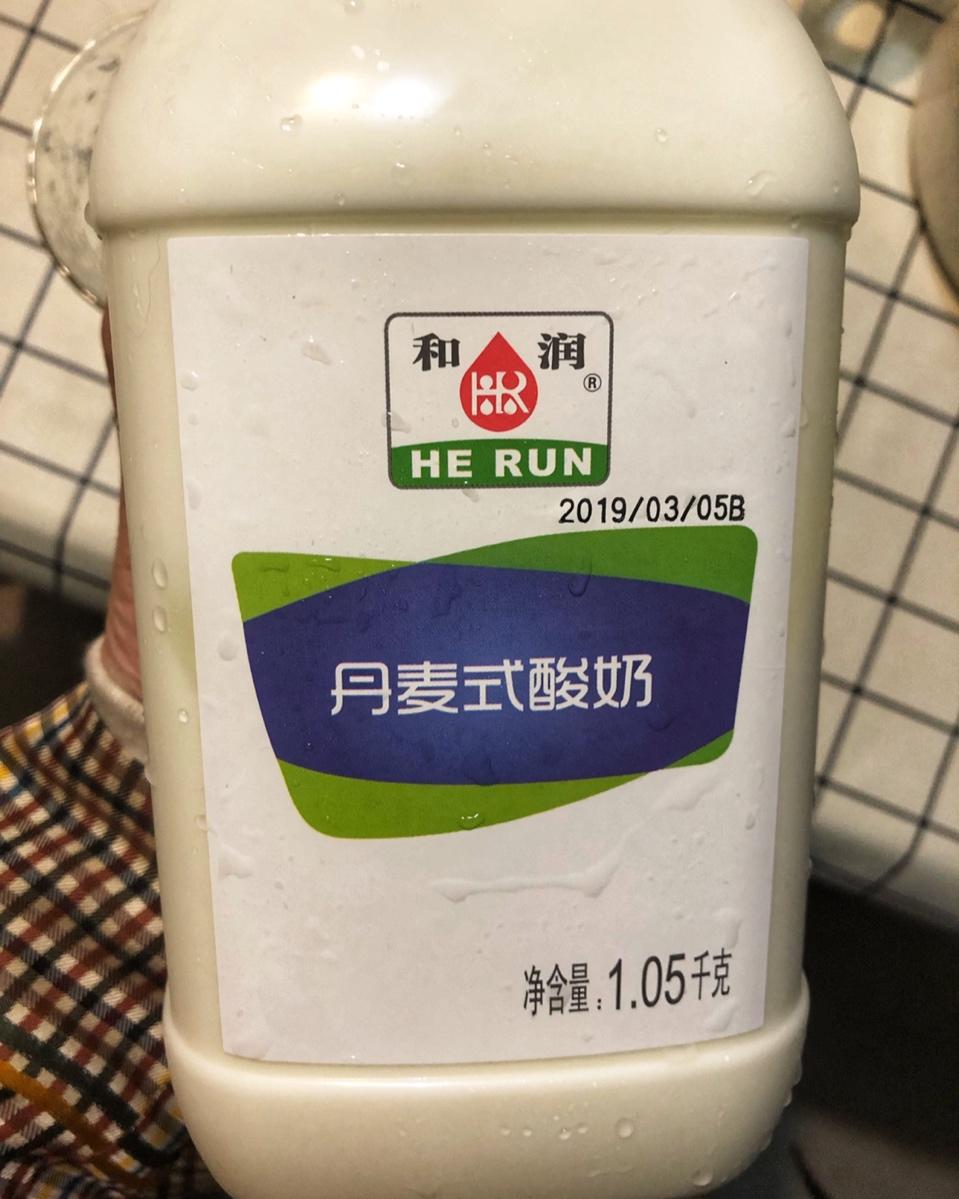 和 润
HR
®
HE RUN
2019/03/05B
丹麦式酸奶
净含量:1.05千克